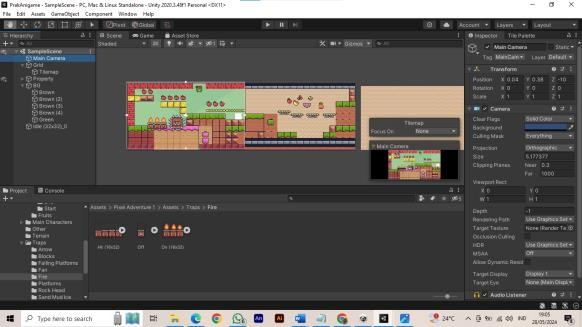 PrakAnigame - SampleScene - PC, Mac & Linux Standalone - Unity 2020.3.48f1 Personal <DX11>
File Edit Assets GameObject Component Window Help
Pivot Global Account Layers Layout
Hierarchy
All
SampleScene
Main Camera
Grid
Tilemap
Property
BG
Brown
Brown (2)
Brown (3)
Brown (4)
Green
Idle (32x32)_0
Scene Game Asset Store
Shaded 2D Gizmos All
Tilemap
Focus On None
Main Camera
Inspector Tile Palette
Main Camera Static
Tag MainCam Layer Default
Transform
Position X 0.04 Y 0.38 Z -10
Rotation X 0 Y 0 Z 0
Scale X 1 Y 1 Z 1
Camera
Clear Flags Solid Color
Background
Culling Mask Everything
Projection Orthographic
Size 5.177377
Clipping Planes Near 0.3
Far 1000
Viewport Rect
X 0 Y 0
W 1 H 1
Depth -1
Rendering Path Use Graphics Set
Target Texture None (Render Te
Occlusion Culling
HDR Use Graphics Set
MSAA Off
Allow Dynamic Resol
Target Display Display 1
Target Eye None (Main Displ
Audio Listener
Project Console
Start
Fruits
Main Characters
Other
Terrain
Traps
Arrow
Blocks
Falling Platforms
Fan
Fire
Platforms
Rock Head
Sand Mud Ice
Assets > Pixel Adventure 1 > Assets > Traps > Fire
Hit (16x32) Off On (16x32)
Type here to search
24°C
IND
19:05
28/05/2024